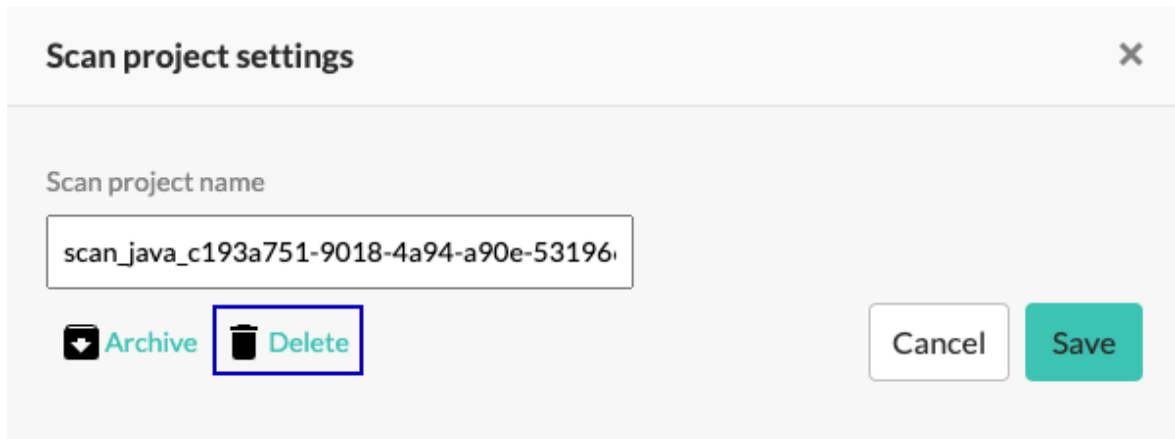 Scan project settings
Scan project name
scan_java_c193a751-9018-4a94-a90e-53196
Archive Delete Cancel Save